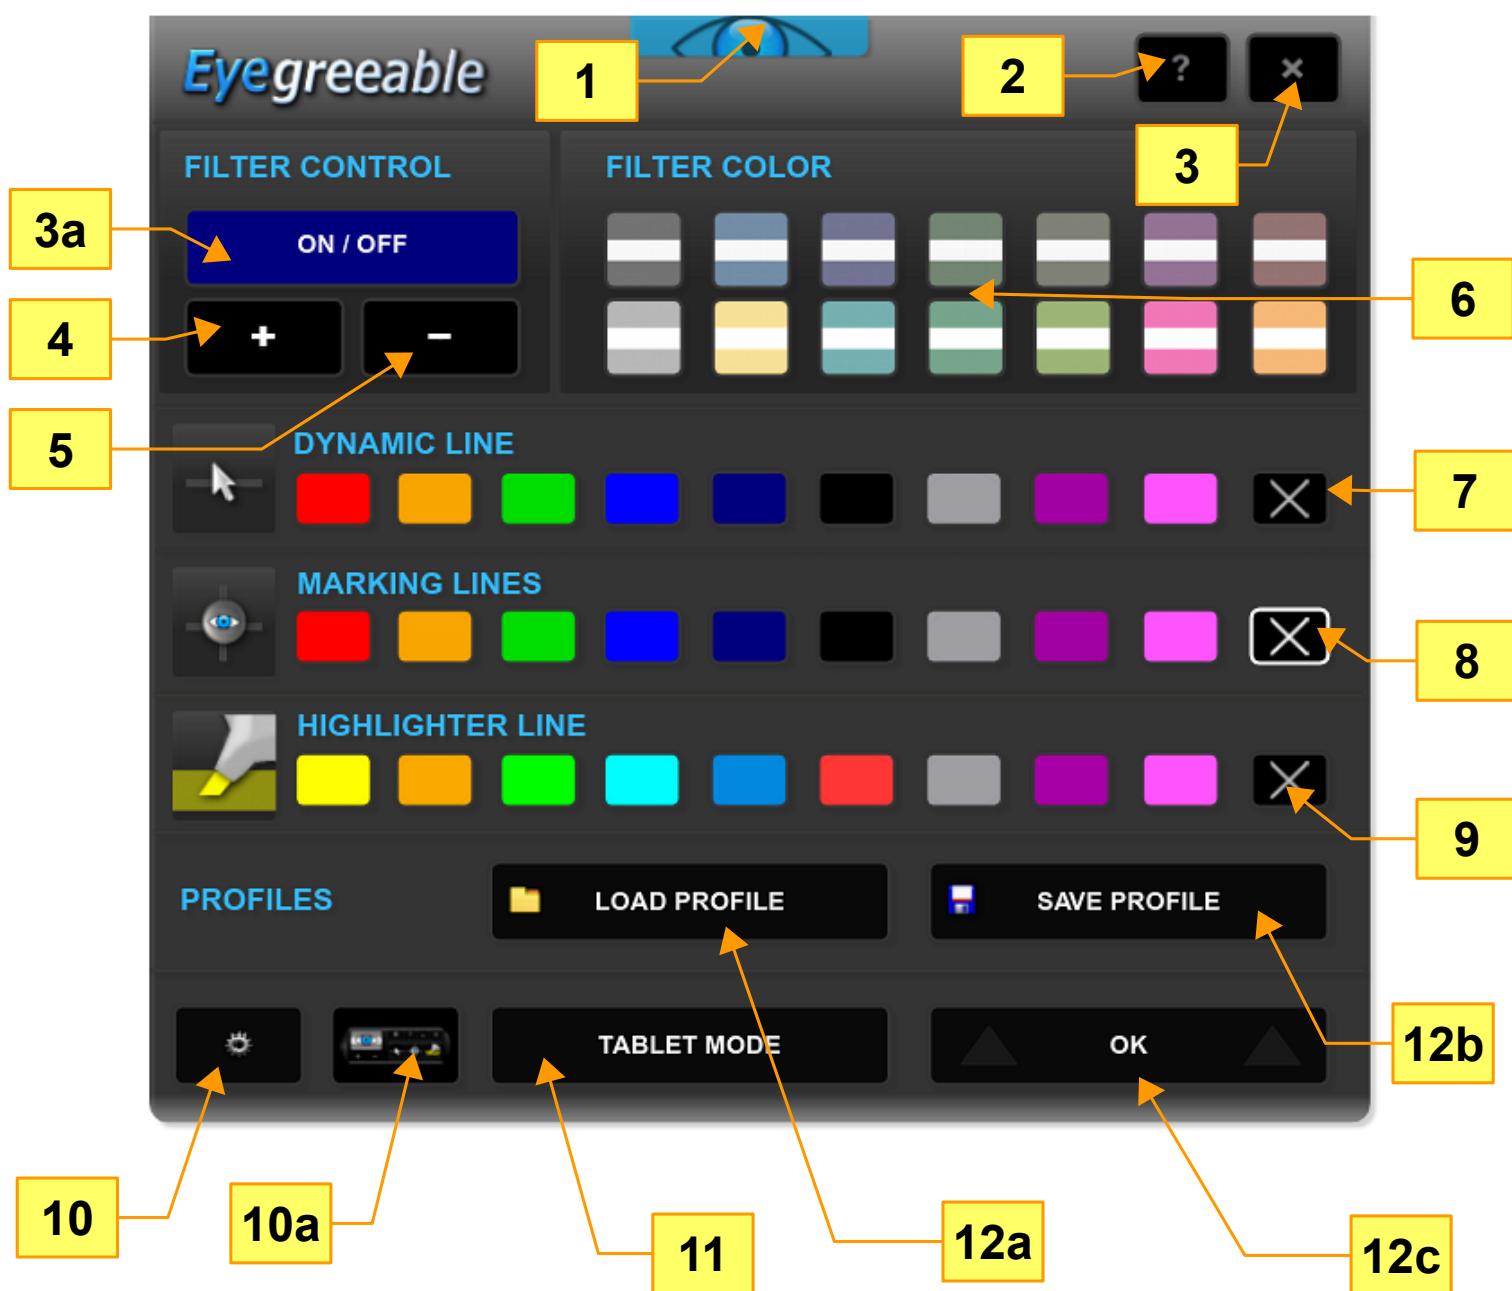 Eyegreeable
1
2
?
×
3
FILTER CONTROL
FILTER COLOR
3a
ON / OFF
4
+
−
6
5
DYNAMIC LINE
7
MARKING LINES
8
HIGHLIGHTER LINE
9
PROFILES
LOAD PROFILE
SAVE PROFILE
TABLET MODE
OK
12b
10
10a
11
12a
12c